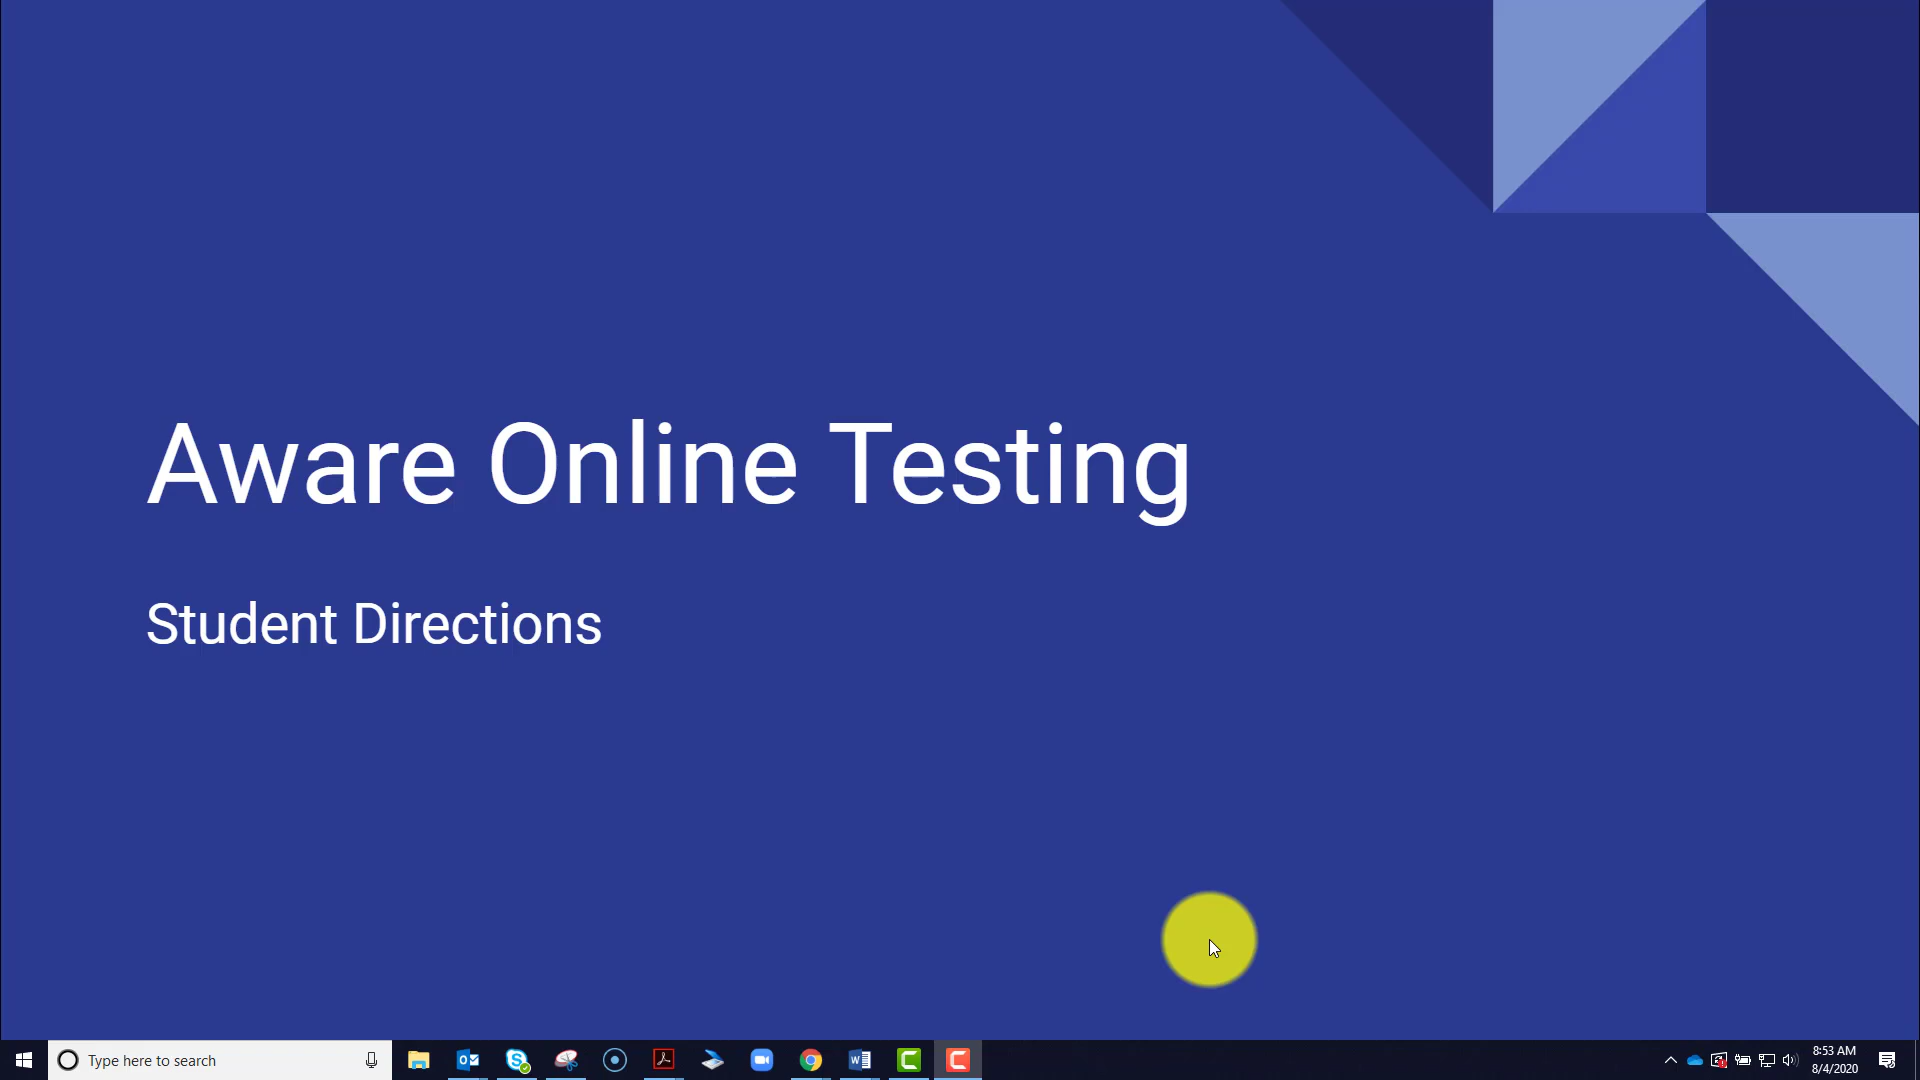 Aware Online Testing
Student Directions
Type here to search
8:53 AM
8/4/2020